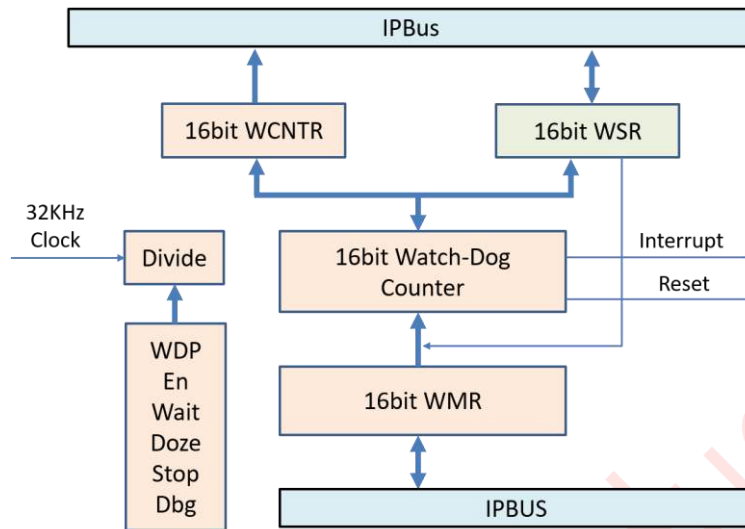 IPBus
16bit WCNTR
16bit WSR
32KHz
Clock
Divide
16bit Watch-Dog
Counter
Interrupt
Reset
WDP
En
Wait
Doze
Stop
Dbg
16bit WMR
IPBUS